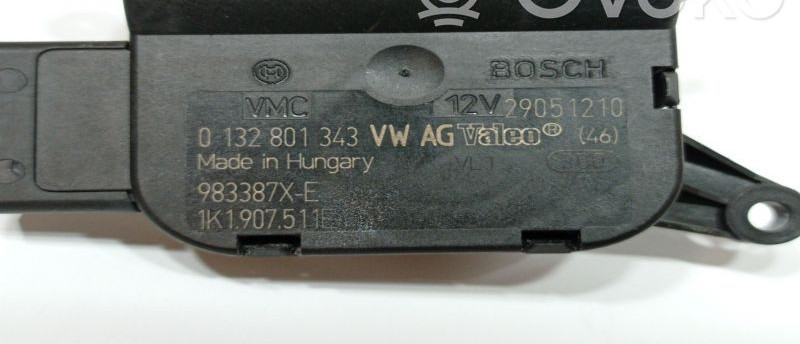 BOSCH
VMC 12V 29051210
0 132 801 343 VW AG Valeo® (46)
Made in Hungary
983387X-E
1K1.907.511E